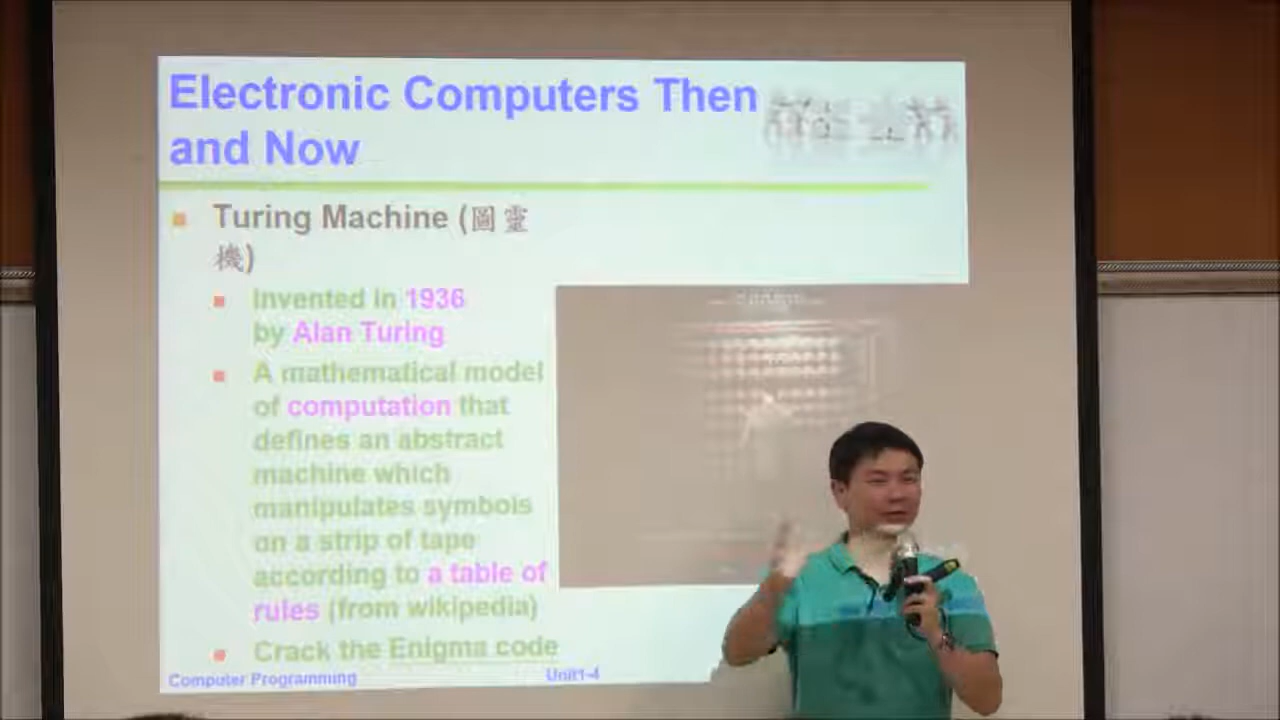 Electronic Computers Then
and Now
Turing Machine (圖靈
機)
Invented in 1936
by Alan Turing
A mathematical model
of computation that
defines an abstract
machine which
manipulates symbols
on a strip of tape
according to a table of
rules (from wikipedia)
Crack the Enigma code
Computer Programming
Unit1-4